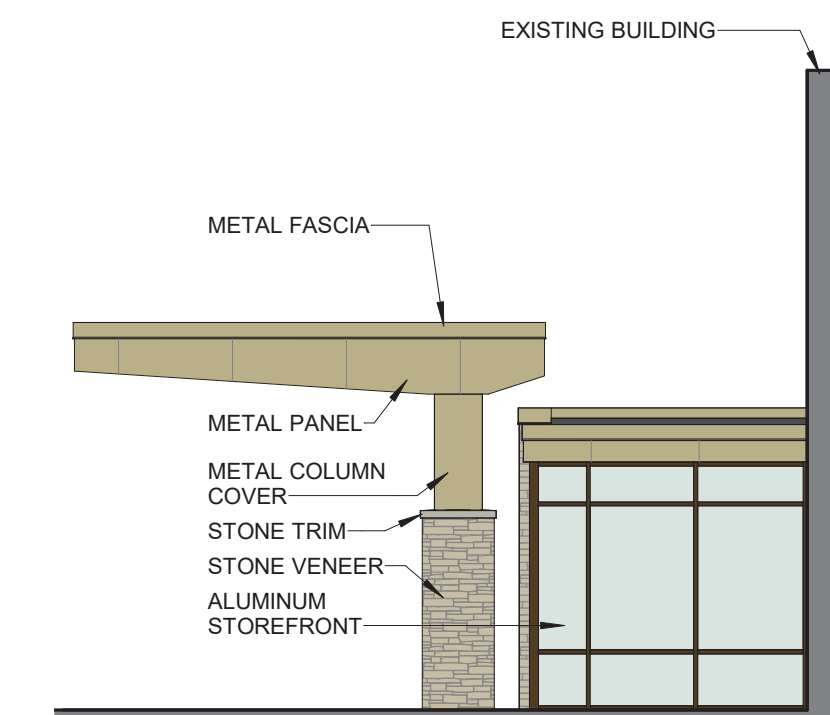 EXISTING BUILDING
METAL FASCIA
METAL PANEL
METAL COLUMN
COVER
STONE TRIM
STONE VENEER
ALUMINUM
STOREFRONT